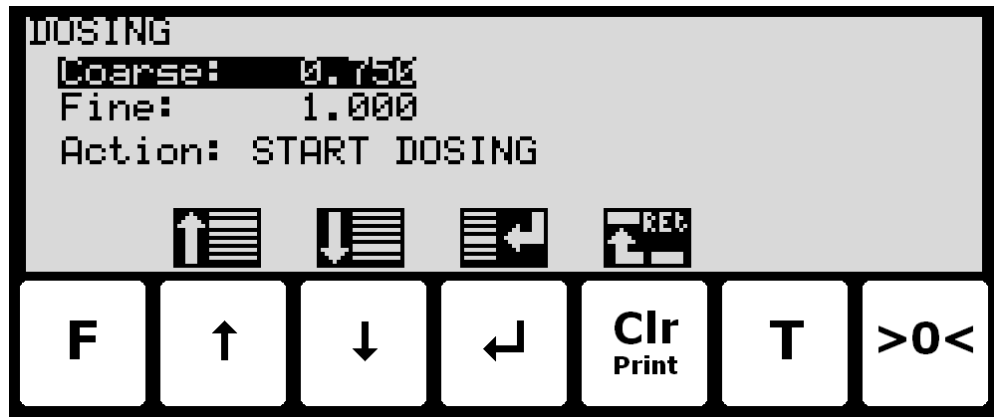 DOSING
Coarse: 0.750
Fine: 1.000
Action: START DOSING
REt
F ↑ ↓ ↵ Clr T >0<
Print